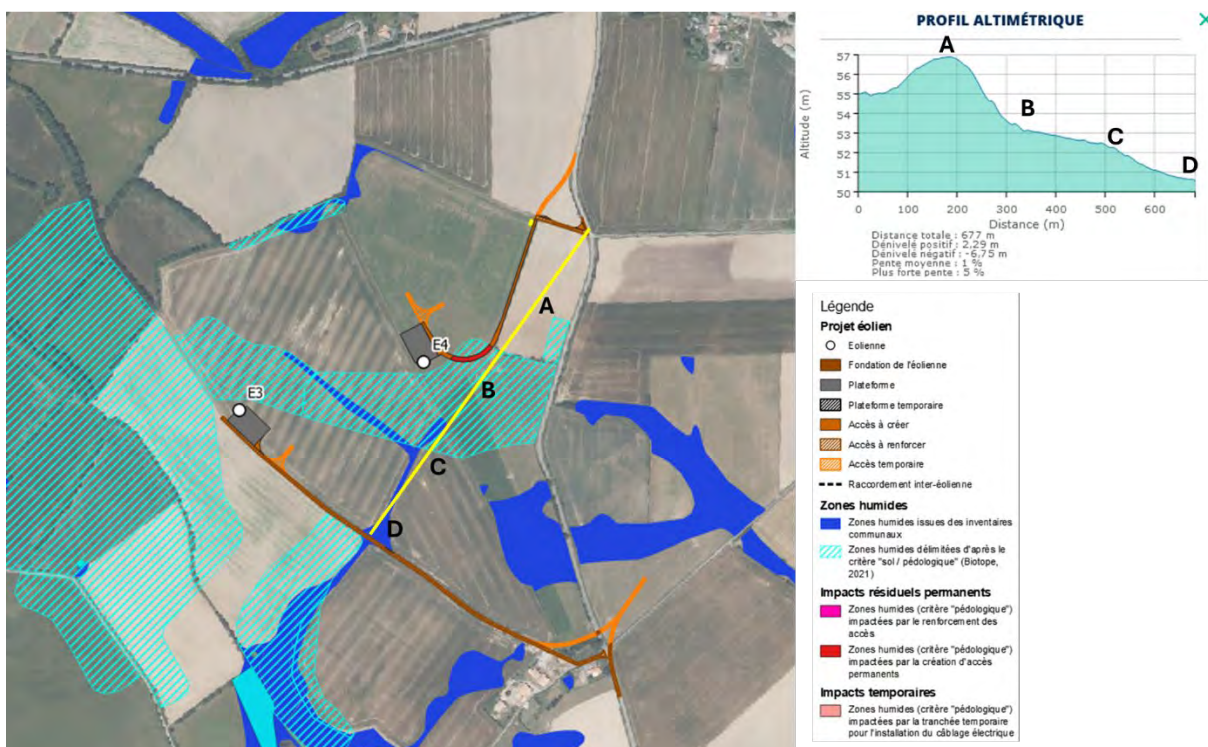 PROFIL ALTIMÉTRIQUE
×
A
57
56
55
54
53
52
51
50
Altitude (m)
B
C
D
0
100
200
300
400
500
600
Distance (m)
Distance totale : 677 m
Dénivelé positif : 2,29 m
Dénivelé négatif : -6,75 m
Pente moyenne : 1 %
Plus forte pente : 5 %
A
E4
B
E3
C
D
Légende
Projet éolien
Eolienne
Fondation de l'éolienne
Plateforme
Plateforme temporaire
Accès à créer
Accès à renforcer
Accès temporaire
Raccordement inter-éolienne
Zones humides
Zones humides issues des inventaires
communaux
Zones humides délimitées d'après le
critère "sol / pédologique" (Biotope,
2021)
Impacts résiduels permanents
Zones humides (critère "pédologique")
impactées par le renforcement des
accès
Zones humides (critère "pédologique")
impactées par la création d'accès
permanents
Impacts temporaires
Zones humides (critère "pédologique")
impactées par la tranchée temporaire
pour l'installation du câblage électrique